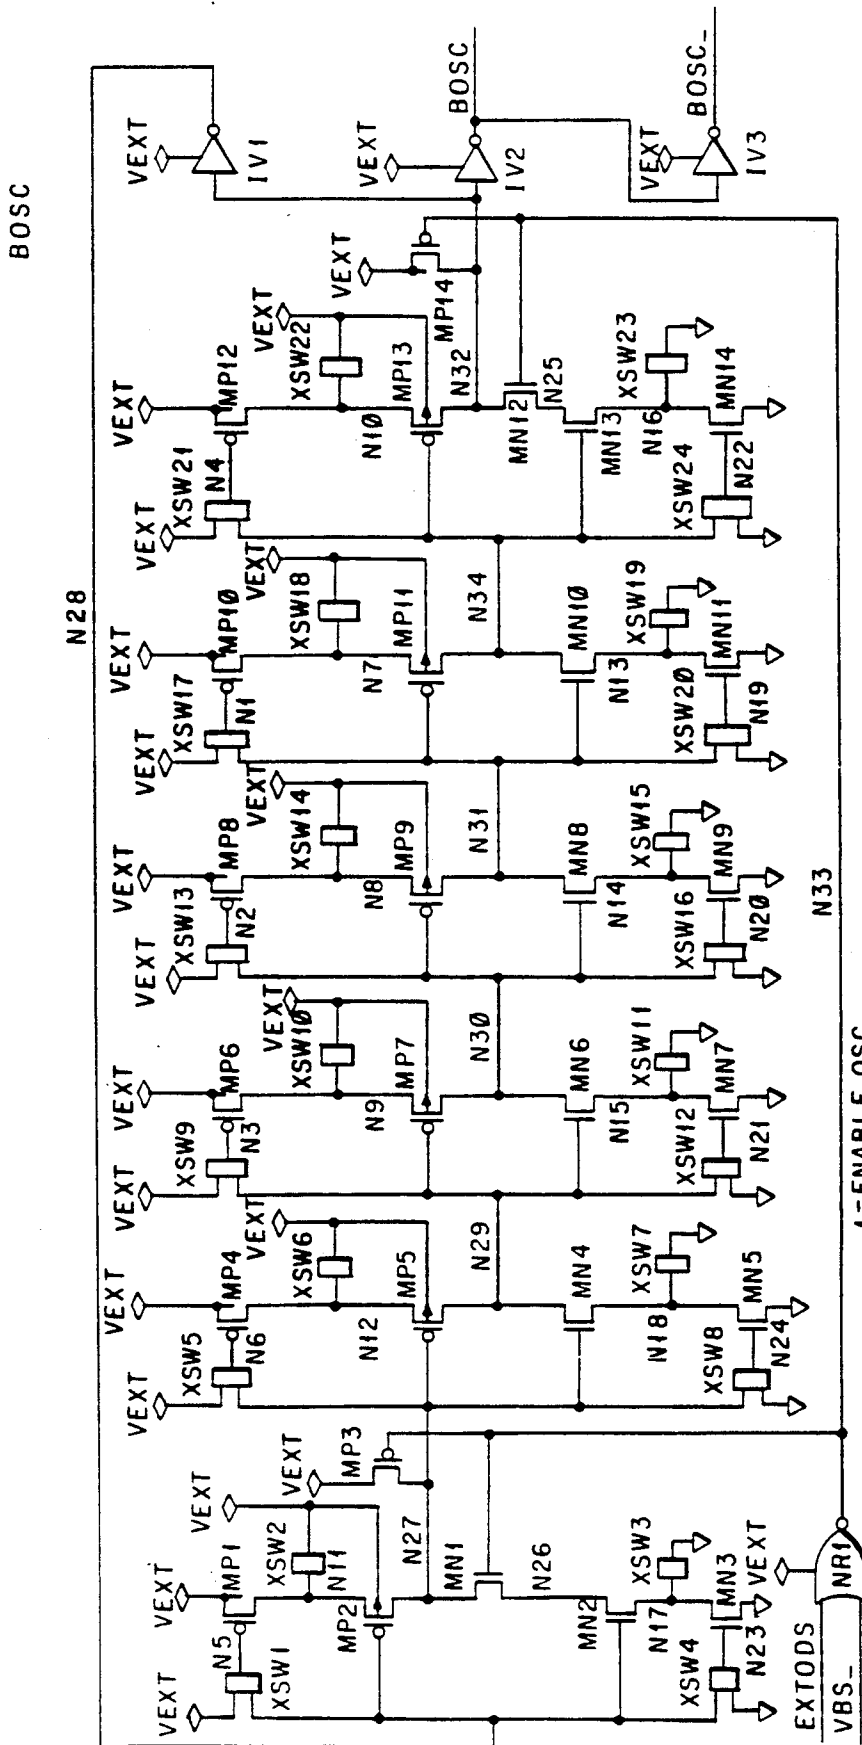 BOSC
N28
VEXT
IV1
VEXT
IV2
BOSC
VEXT
IV3
BOSC_
VEXT
MP14
VEXT
MP12
VEXT
XSW21
N4
VEXT
XSW22
MP13
N10
N32
MN12
N25
MN13
XSW23
N16
MN14
XSW24
N22
VEXT
MP10
VEXT
XSW17
N1
VEXT
XSW18
MP11
N7
N34
MN10
N13
XSW19
MN11
XSW20
N19
VEXT
MP8
VEXT
XSW13
N2
VEXT
XSW14
MP9
N8
N31
MN8
N14
XSW15
MN9
XSW16
N20
VEXT
MP6
VEXT
XSW9
N3
VEXT
XSW10
MP7
N9
N30
MN6
N15
XSW11
MN7
XSW12
N21
VEXT
MP4
VEXT
XSW5
N6
VEXT
XSW6
MP5
N12
N29
MN4
N18
XSW7
MN5
XSW8
N24
VEXT
MP3
VEXT
MP1
VEXT
N5
XSW1
VEXT
XSW2
N11
MP2
N27
MN1
N26
MN2
N17
XSW3
MN3
XSW4
N23
N33
VEXT
NR1
EXTODS
VBS_